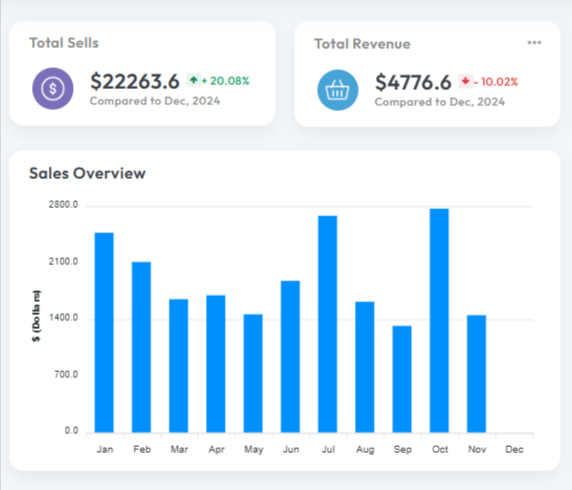 Total Sells
$22263.6 + 20.08%
Compared to Dec, 2024
Total Revenue
$4776.6 - 10.02%
Compared to Dec, 2024
Sales Overview
2800.0
2100.0
1400.0
700.0
0.0
$ (Dollars)
Jan Feb Mar Apr May Jun Jul Aug Sep Oct Nov Dec